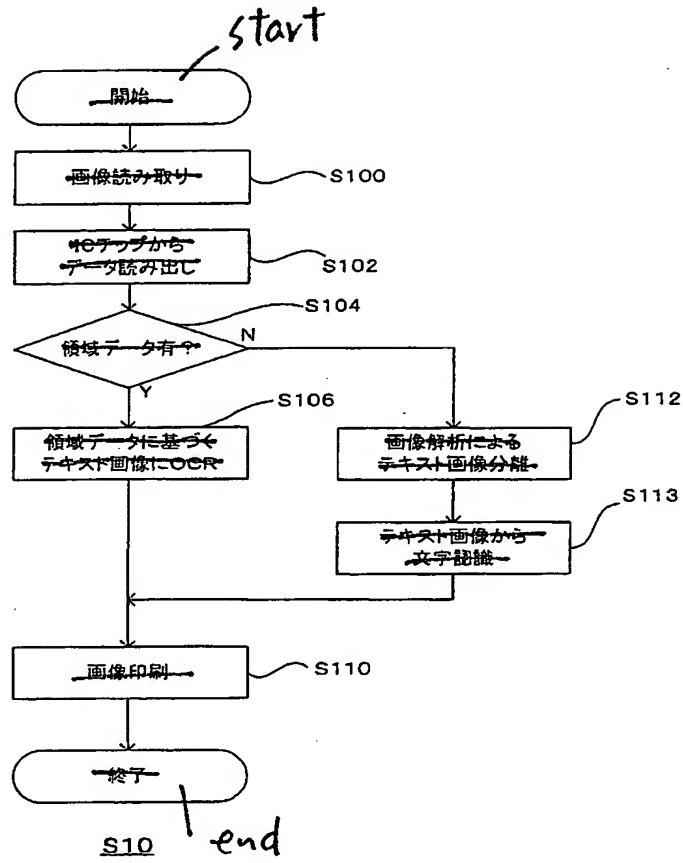 start
開始
画像読み取り
S100
ICチップから
データ読み出し
S102
S104
領域データ有?
N
Y
S106
領域データに基づく
テキスト画像にOCR
画像解析による
テキスト画像分離
S112
テキスト画像から
文字認識
S113
画像印刷
S110
終了
end
S10